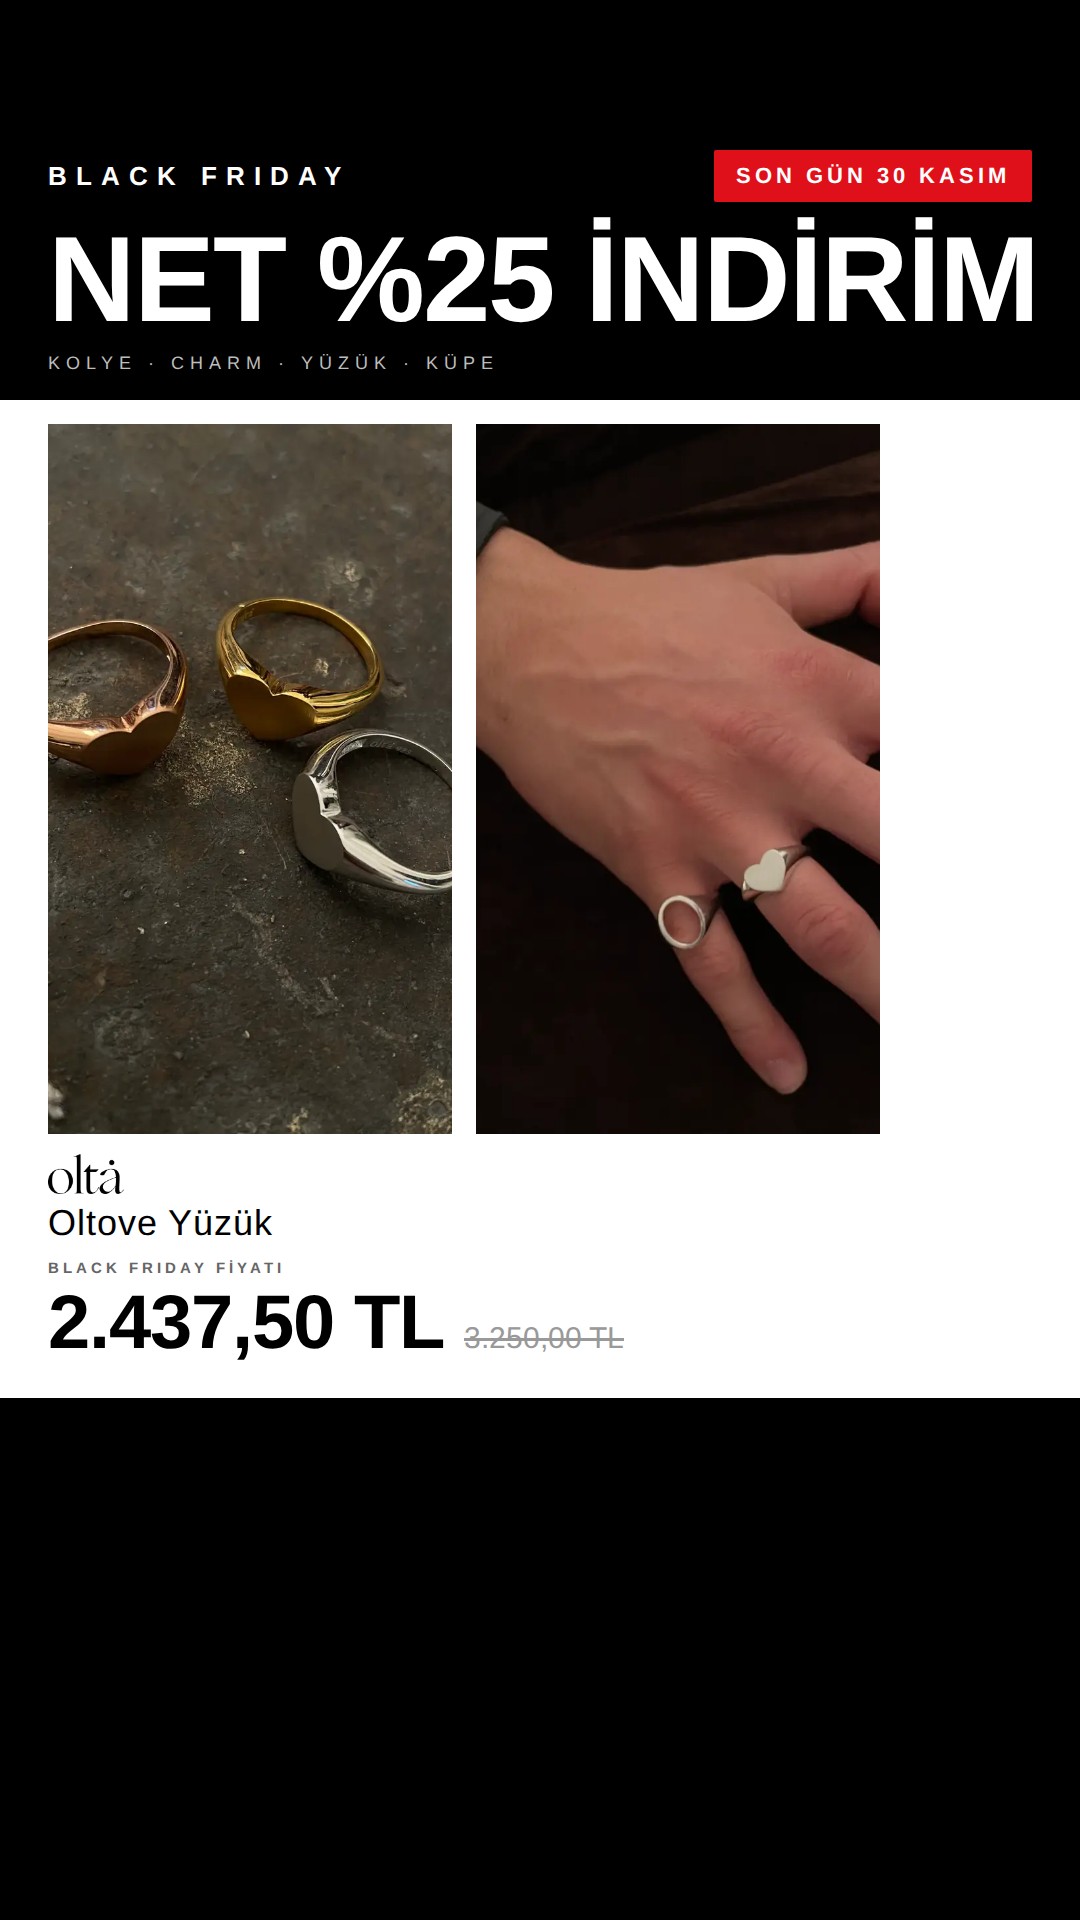 BLACK FRIDAY
SON GÜN 30 KASIM
NET %25 İNDİRİM
KOLYE · CHARM · YÜZÜK · KÜPE
oltȧ
Oltove Yüzük
BLACK FRIDAY FİYATI
2.437,50 TL 3.250,00 TL